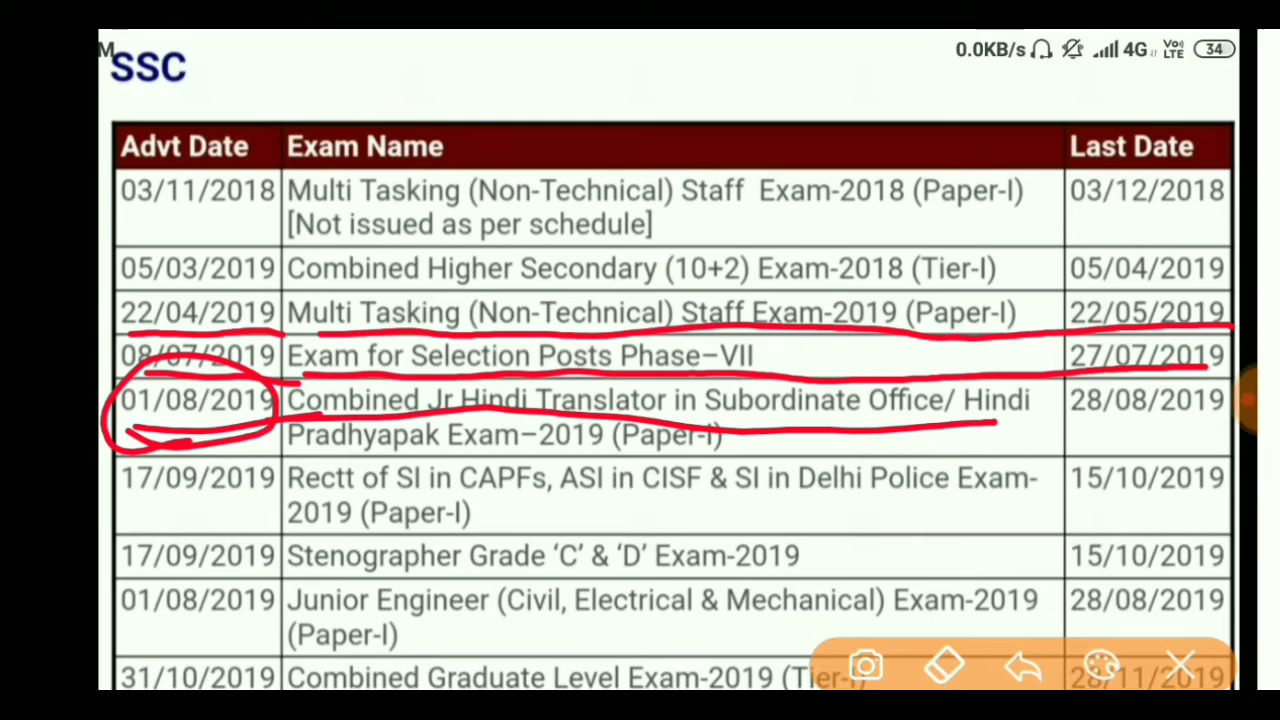 M
0.0KB/s 4G Vo) LTE 34
SSC
Advt Date Exam Name Last Date
03/11/2018 Multi Tasking (Non-Technical) Staff Exam-2018 (Paper-I) 03/12/2018
[Not issued as per schedule]
05/03/2019 Combined Higher Secondary (10+2) Exam-2018 (Tier-I) 05/04/2019
22/04/2019 Multi Tasking (Non-Technical) Staff Exam-2019 (Paper-I) 22/05/2019
08/07/2019 Exam for Selection Posts Phase–VII 27/07/2019
01/08/2019 Combined Jr Hindi Translator in Subordinate Office/ Hindi 28/08/2019
Pradhyapak Exam–2019 (Paper-I)
17/09/2019 Rectt of SI in CAPFs, ASI in CISF & SI in Delhi Police Exam- 15/10/2019
2019 (Paper-I)
17/09/2019 Stenographer Grade ‘C’ & ‘D’ Exam-2019 15/10/2019
01/08/2019 Junior Engineer (Civil, Electrical & Mechanical) Exam-2019 28/08/2019
(Paper-I)
31/10/2019 Combined Graduate Level Exam-2019 (Tier-I) 28/11/2019